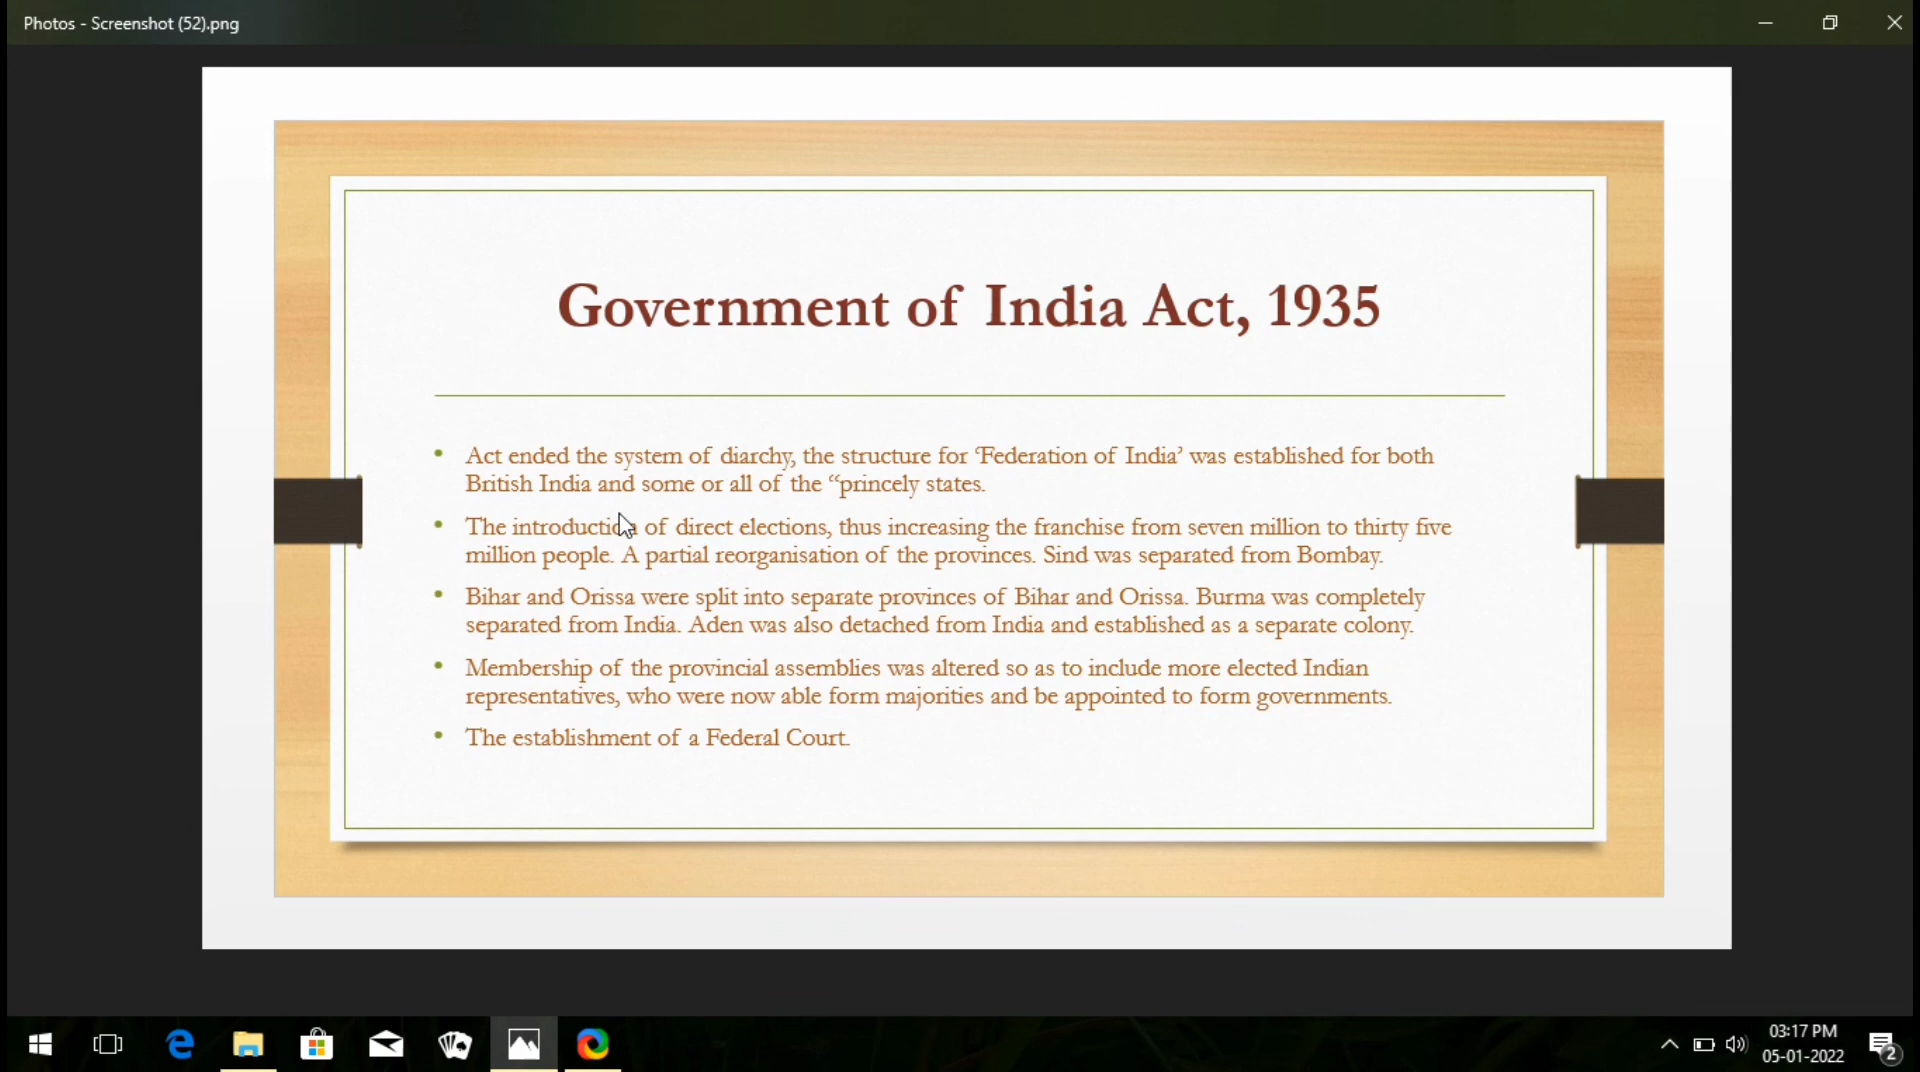 Photos - Screenshot (52).png
Government of India Act, 1935
• Act ended the system of diarchy, the structure for ‘Federation of India’ was established for both
British India and some or all of the “princely states.
• The introduction of direct elections, thus increasing the franchise from seven million to thirty five
million people. A partial reorganisation of the provinces. Sind was separated from Bombay.
• Bihar and Orissa were split into separate provinces of Bihar and Orissa. Burma was completely
separated from India. Aden was also detached from India and established as a separate colony.
• Membership of the provincial assemblies was altered so as to include more elected Indian
representatives, who were now able form majorities and be appointed to form governments.
• The establishment of a Federal Court.
03:17 PM
05-01-2022
2